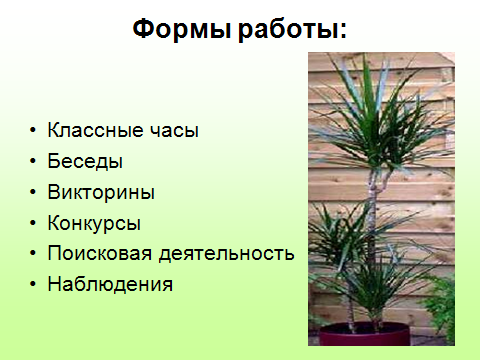 Формы работы:
• Классные часы
• Беседы
• Викторины
• Конкурсы
• Поисковая деятельность
• Наблюдения